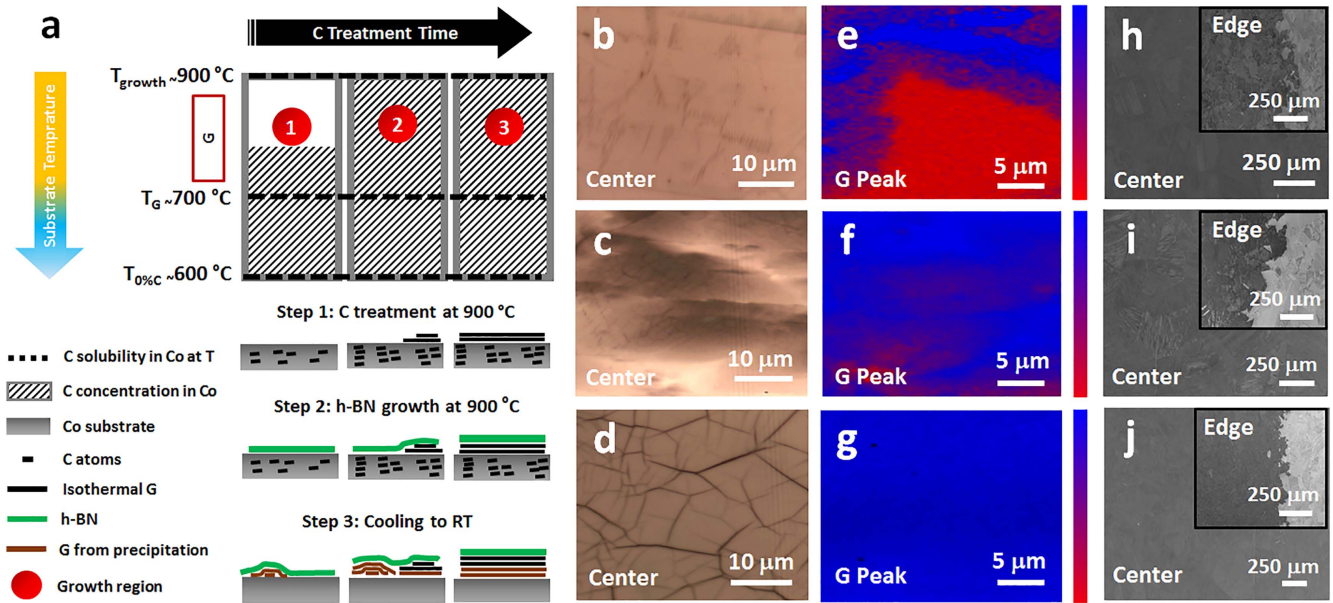 a
C Treatment Time
Substrate Temprature
T_growth ~900 °C
G
T_G ~700 °C
T_0%C ~600 °C
1
2
3
Step 1: C treatment at 900 °C
Step 2: h-BN growth at 900 °C
Step 3: Cooling to RT
C solubility in Co at T
C concentration in Co
Co substrate
C atoms
Isothermal G
h-BN
G from precipitation
Growth region
b
Center
10 µm
e
G Peak
5 µm
h
Edge
250 µm
Center
250 µm
c
Center
10 µm
f
G Peak
5 µm
i
Edge
250 µm
Center
250 µm
d
Center
10 µm
g
G Peak
5 µm
j
Edge
250 µm
Center
250 µm